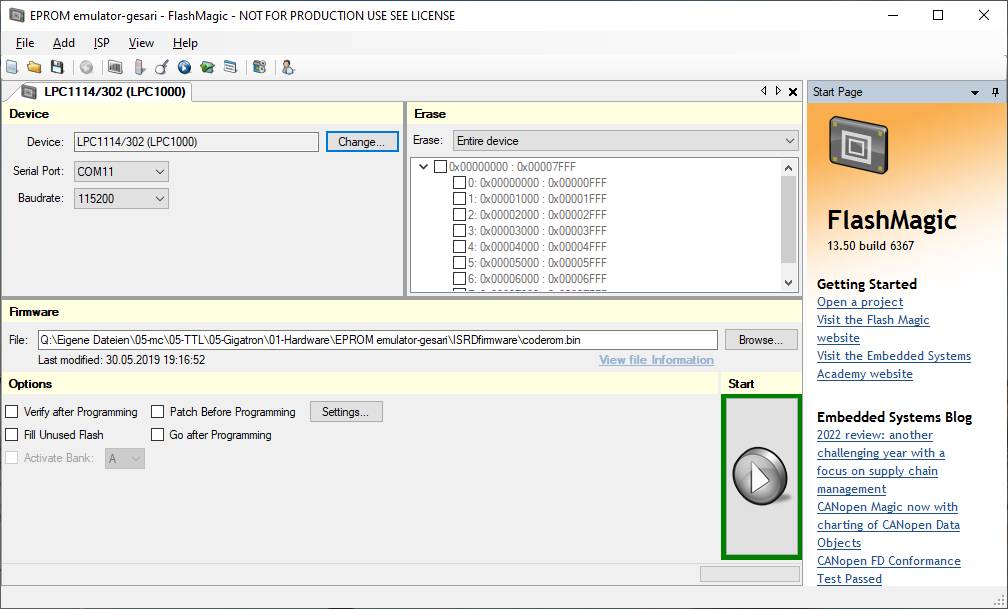 EPROM emulator-gesari - FlashMagic - NOT FOR PRODUCTION USE SEE LICENSE
File Add ISP View Help
LPC1114/302 (LPC1000)
Device
Device: LPC1114/302 (LPC1000) Change...
Serial Port: COM11
Baudrate: 115200
Erase
Erase: Entire device
0x00000000 : 0x00007FFF
0: 0x00000000 : 0x00000FFF
1: 0x00001000 : 0x00001FFF
2: 0x00002000 : 0x00002FFF
3: 0x00003000 : 0x00003FFF
4: 0x00004000 : 0x00004FFF
5: 0x00005000 : 0x00005FFF
6: 0x00006000 : 0x00006FFF
Firmware
File: Q:\Eigene Dateien\05-mc\05-TTL\05-Gigatron\01-Hardware\EPROM emulator-gesari\ISRDfirmware\coderom.bin Browse...
Last modified: 30.05.2019 19:16:52 View file Information
Options
Verify after Programming Patch Before Programming Settings...
Fill Unused Flash Go after Programming
Activate Bank: A
Start
Start Page
FlashMagic
13.50 build 6367
Getting Started
Open a project
Visit the Flash Magic
website
Visit the Embedded Systems
Academy website
Embedded Systems Blog
2022 review: another
challenging year with a
focus on supply chain
management
CANopen Magic now with
charting of CANopen Data
Objects
CANopen FD Conformance
Test Passed